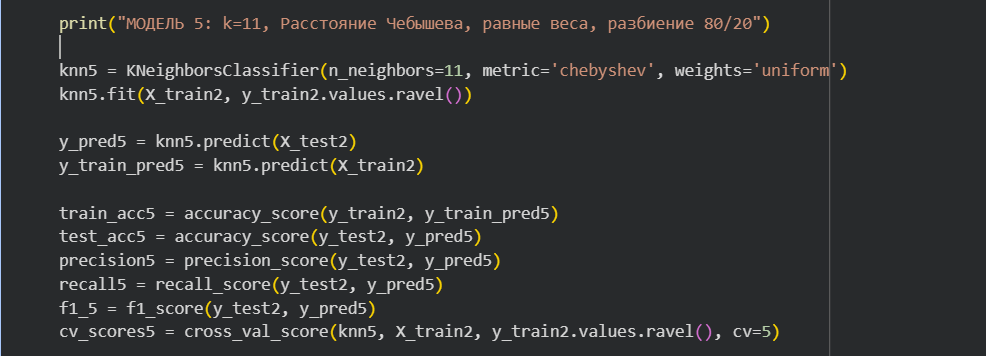 print("МОДЕЛЬ 5: k=11, Расстояние Чебышева, равные веса, разбиение 80/20")
knn5 = KNeighborsClassifier(n_neighbors=11, metric='chebyshev', weights='uniform')
knn5.fit(X_train2, y_train2.values.ravel())
y_pred5 = knn5.predict(X_test2)
y_train_pred5 = knn5.predict(X_train2)
train_acc5 = accuracy_score(y_train2, y_train_pred5)
test_acc5 = accuracy_score(y_test2, y_pred5)
precision5 = precision_score(y_test2, y_pred5)
recall5 = recall_score(y_test2, y_pred5)
f1_5 = f1_score(y_test2, y_pred5)
cv_scores5 = cross_val_score(knn5, X_train2, y_train2.values.ravel(), cv=5)